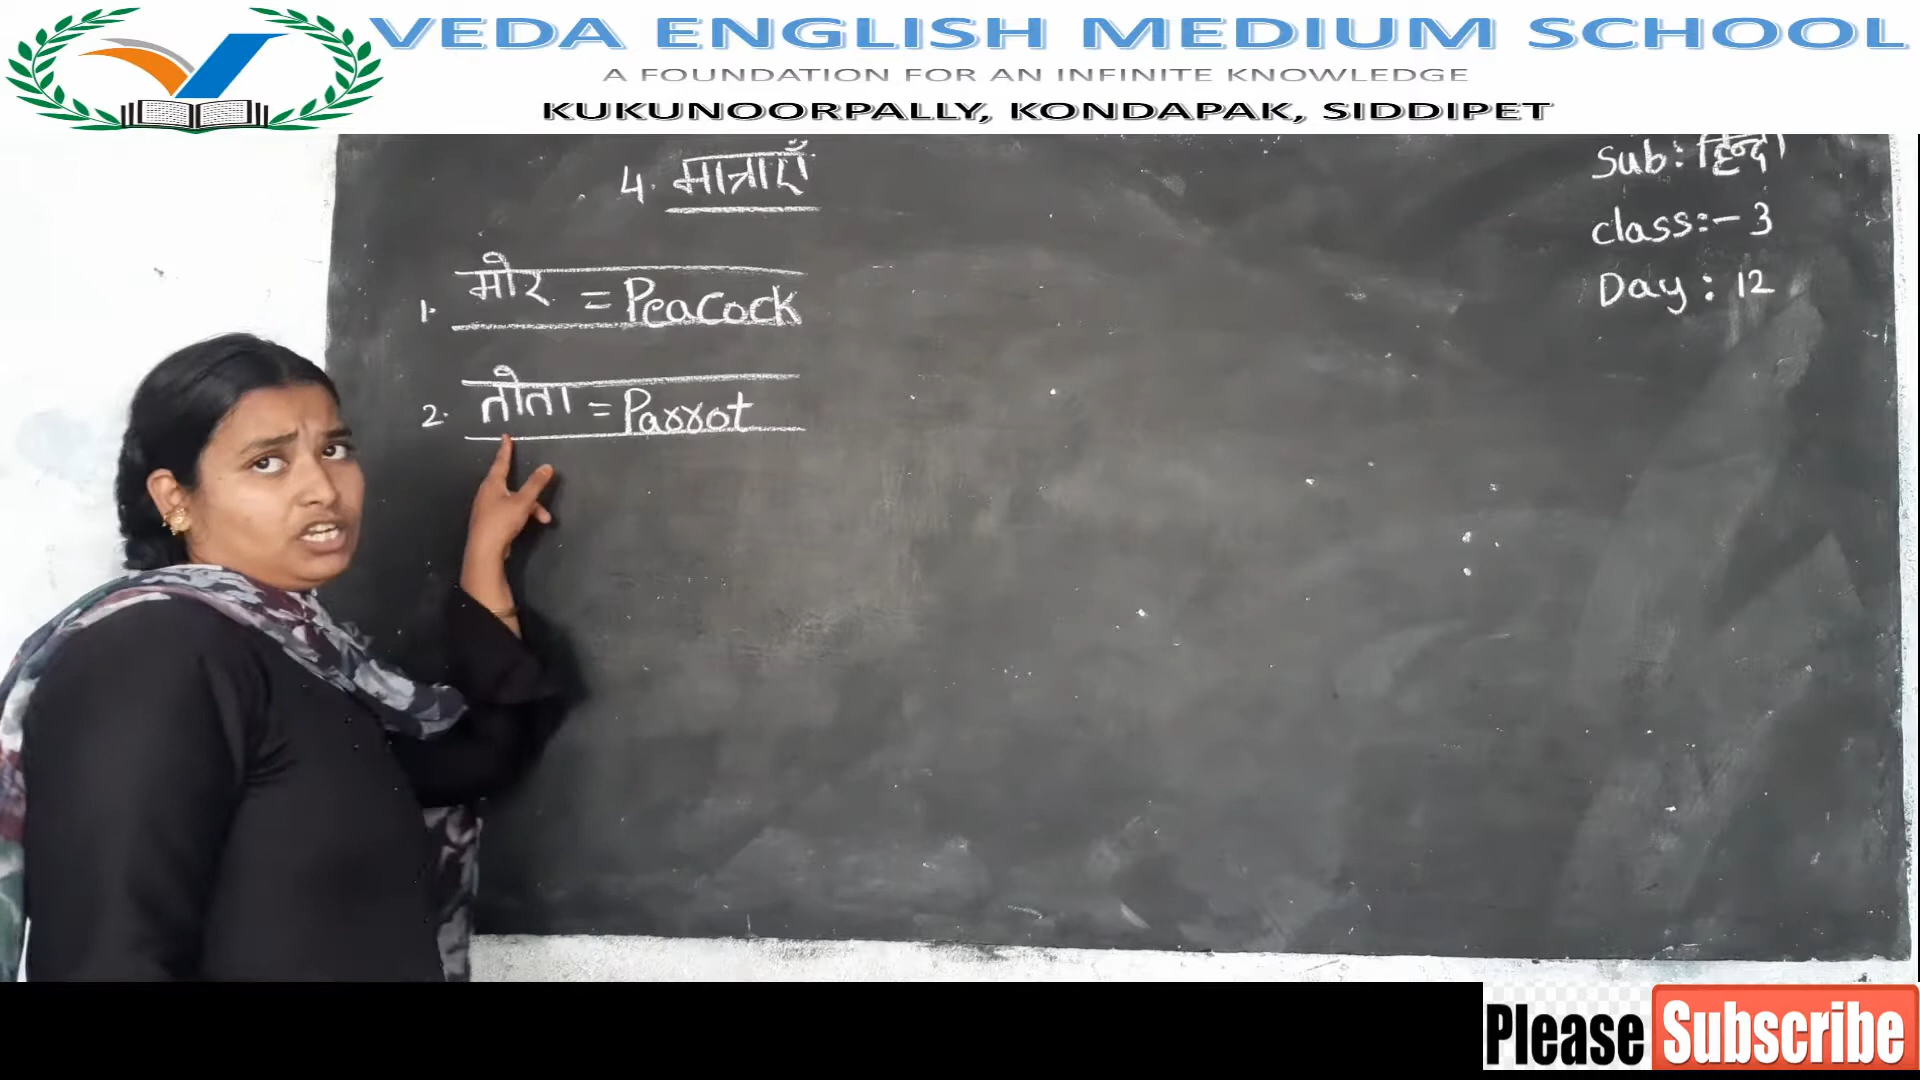 VEDA ENGLISH MEDIUM SCHOOL
A FOUNDATION FOR AN INFINITE KNOWLEDGE
KUKUNOORPALLY, KONDAPAK, SIDDIPET
Sub: हिन्दी
class:- 3
Day: 12
4. मात्राएँ
1. मोर = Peacock
2. तोता = Parrot
Please Subscribe